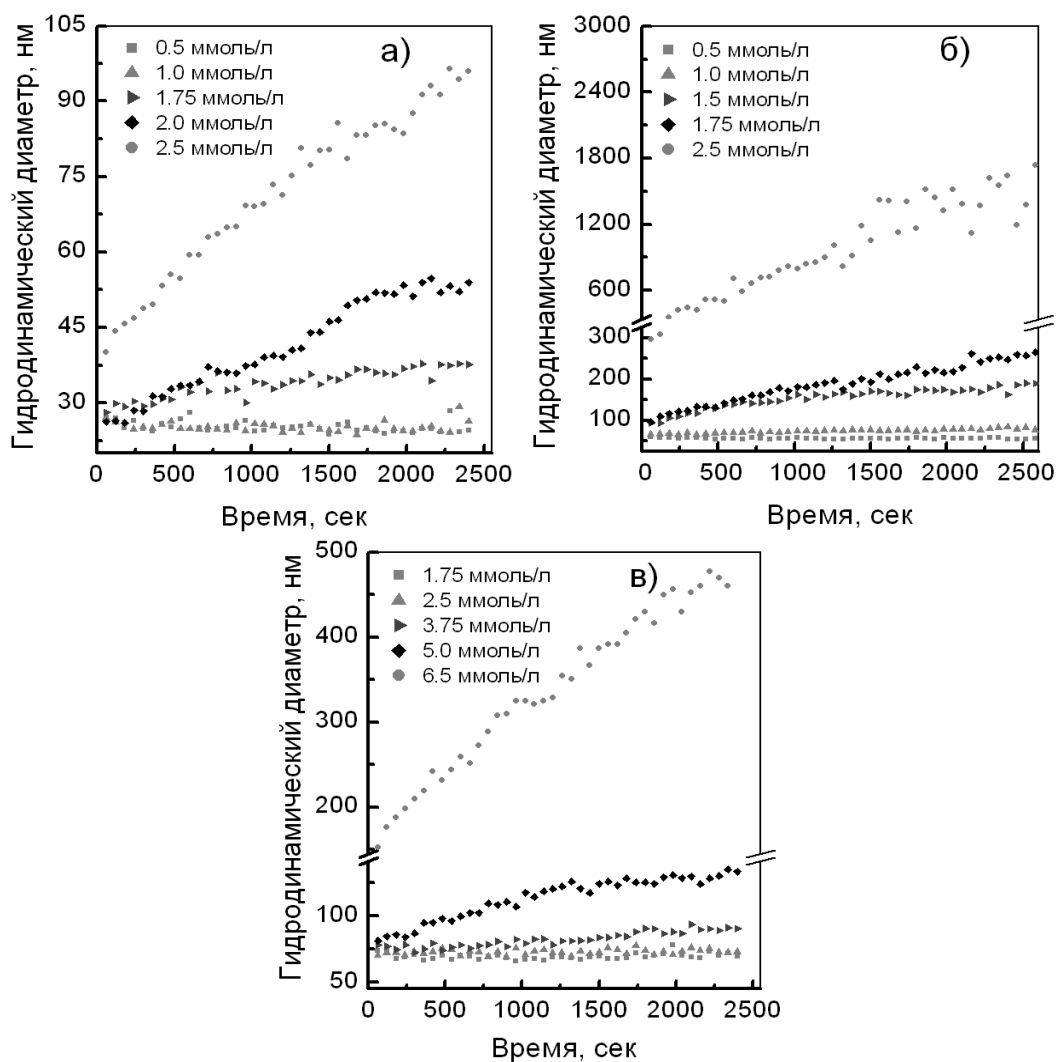 а)
Гидродинамический диаметр, нм
105
90
75
60
45
30
0.5 ммоль/л
1.0 ммоль/л
1.75 ммоль/л
2.0 ммоль/л
2.5 ммоль/л
0 500 1000 1500 2000 2500
Время, сек
б)
Гидродинамический диаметр, нм
3000
2400
1800
1200
600
300
200
100
0.5 ммоль/л
1.0 ммоль/л
1.5 ммоль/л
1.75 ммоль/л
2.5 ммоль/л
0 500 1000 1500 2000 2500
Время, сек
в)
Гидродинамический диаметр, нм
500
400
300
200
100
50
1.75 ммоль/л
2.5 ммоль/л
3.75 ммоль/л
5.0 ммоль/л
6.5 ммоль/л
0 500 1000 1500 2000 2500
Время, сек